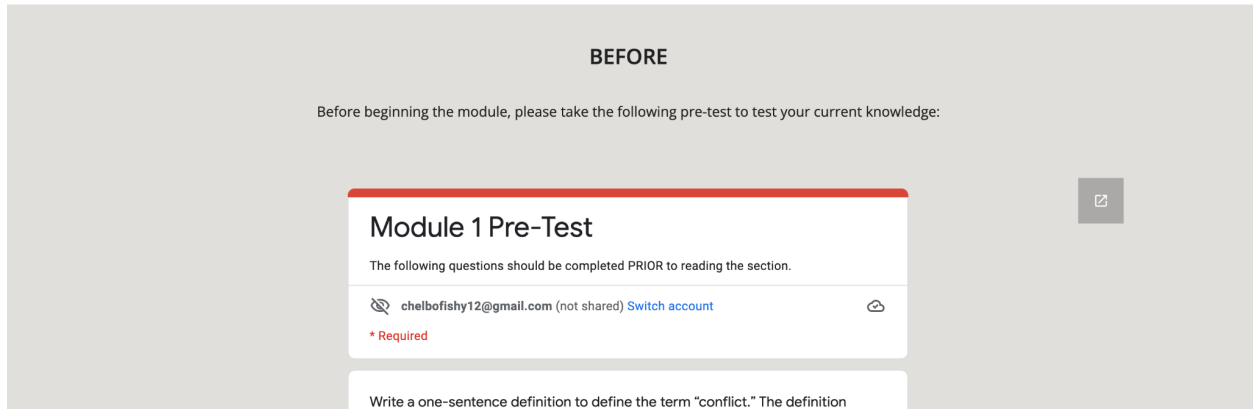 BEFORE
Before beginning the module, please take the following pre-test to test your current knowledge:
Module 1 Pre-Test
The following questions should be completed PRIOR to reading the section.
chelbofishy12@gmail.com (not shared) Switch account
* Required
Write a one-sentence definition to define the term “conflict.” The definition